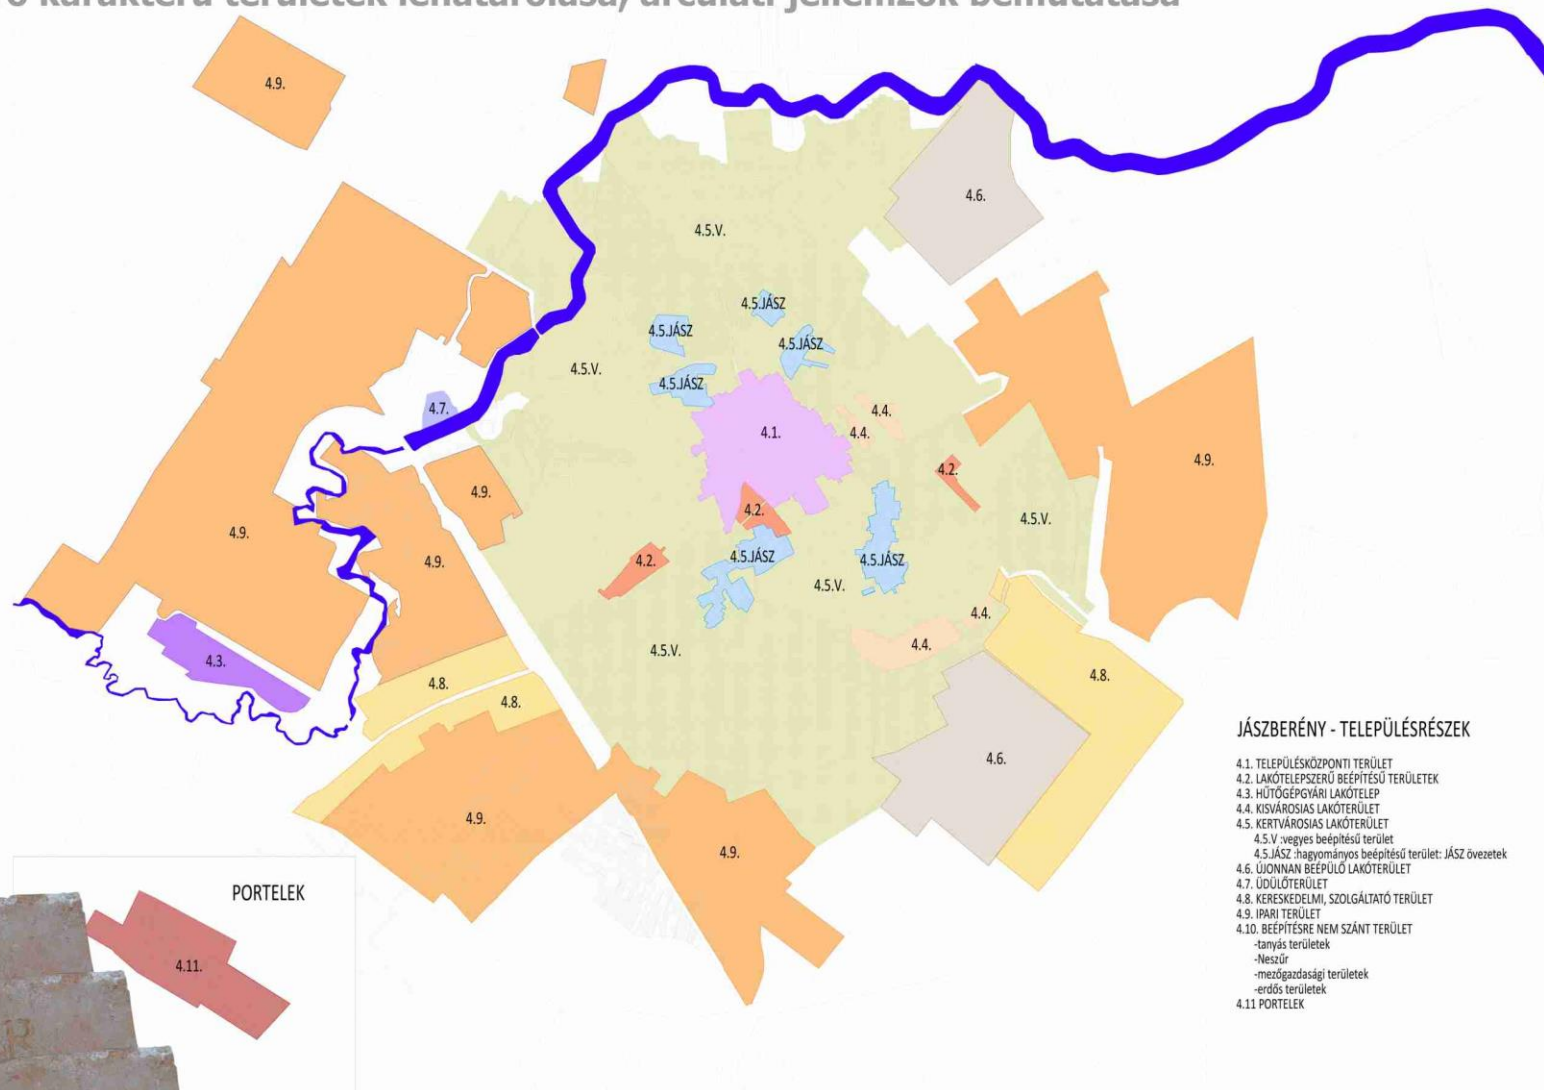 karakterű területek lehatárolása, arculati jellemzők bemutatása
4.9.
4.6.
4.5.V.
4.5.JÁSZ
4.5.JÁSZ
4.5.JÁSZ
4.5.V.
4.5.JÁSZ
4.7.
4.4.
4.1.
4.4.
4.9.
4.2.
4.9.
4.2.
4.5.V.
4.9.
4.5.JÁSZ
4.9.
4.2.
4.5.JÁSZ
4.5.V.
4.4.
4.4.
4.5.V.
4.3.
4.8.
4.8.
4.8.
4.6.
4.9.
4.9.
PORTELEK
4.11.
JÁSZBERÉNY - TELEPÜLÉSRÉSZEK
4.1. TELEPÜLÉSKÖZPONTI TERÜLET
4.2. LAKÓTELEPSZERŰ BEÉPÍTÉSŰ TERÜLETEK
4.3. HŰTŐGÉPGYÁRI LAKÓTELEP
4.4. KISVÁROSIAS LAKÓTERÜLET
4.5. KERTVÁROSIAS LAKÓTERÜLET
4.5.V :vegyes beépítésű terület
4.5.JÁSZ :hagyományos beépítésű terület: JÁSZ övezetek
4.6. ÚJONNAN BEÉPÜLŐ LAKÓTERÜLET
4.7. ÜDÜLŐTERÜLET
4.8. KERESKEDELMI, SZOLGÁLTATÓ TERÜLET
4.9. IPARI TERÜLET
4.10. BEÉPÍTÉSRE NEM SZÁNT TERÜLET
-tanyás területek
-Neszűr
-mezőgazdasági területek
-erdős területek
4.11 PORTELEK